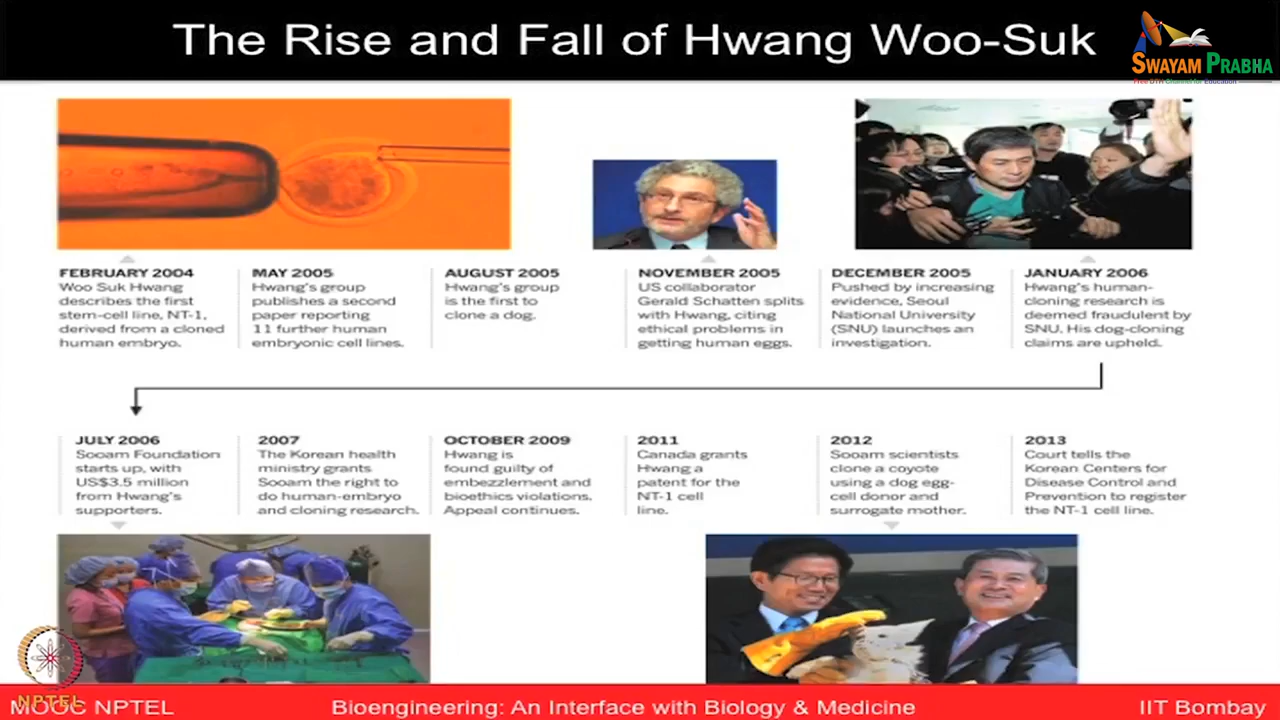 The Rise and Fall of Hwang Woo-Suk
SWAYAM PRABHA
Free DTH Channel for Education
FEBRUARY 2004
Woo Suk Hwang
describes the first
stem-cell line, NT-1,
derived from a cloned
human embryo.
MAY 2005
Hwang's group
publishes a second
paper reporting
11 further human
embryonic cell lines.
AUGUST 2005
Hwang's group
is the first to
clone a dog.
NOVEMBER 2005
US collaborator
Gerald Schatten splits
with Hwang, citing
ethical problems in
getting human eggs.
DECEMBER 2005
Pushed by increasing
evidence, Seoul
National University
(SNU) launches an
investigation.
JANUARY 2006
Hwang's human-
cloning research is
deemed fraudulent by
SNU. His dog-cloning
claims are upheld.
JULY 2006
Sooam Foundation
starts up, with
US$3.5 million
from Hwang's
supporters.
2007
The Korean health
ministry grants
Sooam the right to
do human-embryo
and cloning research.
OCTOBER 2009
Hwang is
found guilty of
embezzlement and
bioethics violations.
Appeal continues.
2011
Canada grants
Hwang a
patent for the
NT-1 cell
line.
2012
Sooam scientists
clone a coyote
using a dog egg-
cell donor and
surrogate mother.
2013
Court tells the
Korean Centers for
Disease Control and
Prevention to register
the NT-1 cell line.
NPTEL
MOOC NPTEL
Bioengineering: An Interface with Biology & Medicine
IIT Bombay